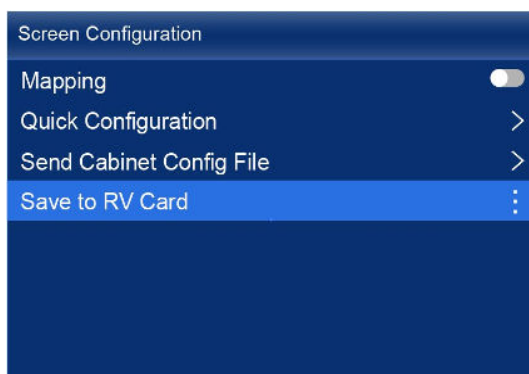 Screen Configuration
Mapping
Quick Configuration
Send Cabinet Config File
Save to RV Card